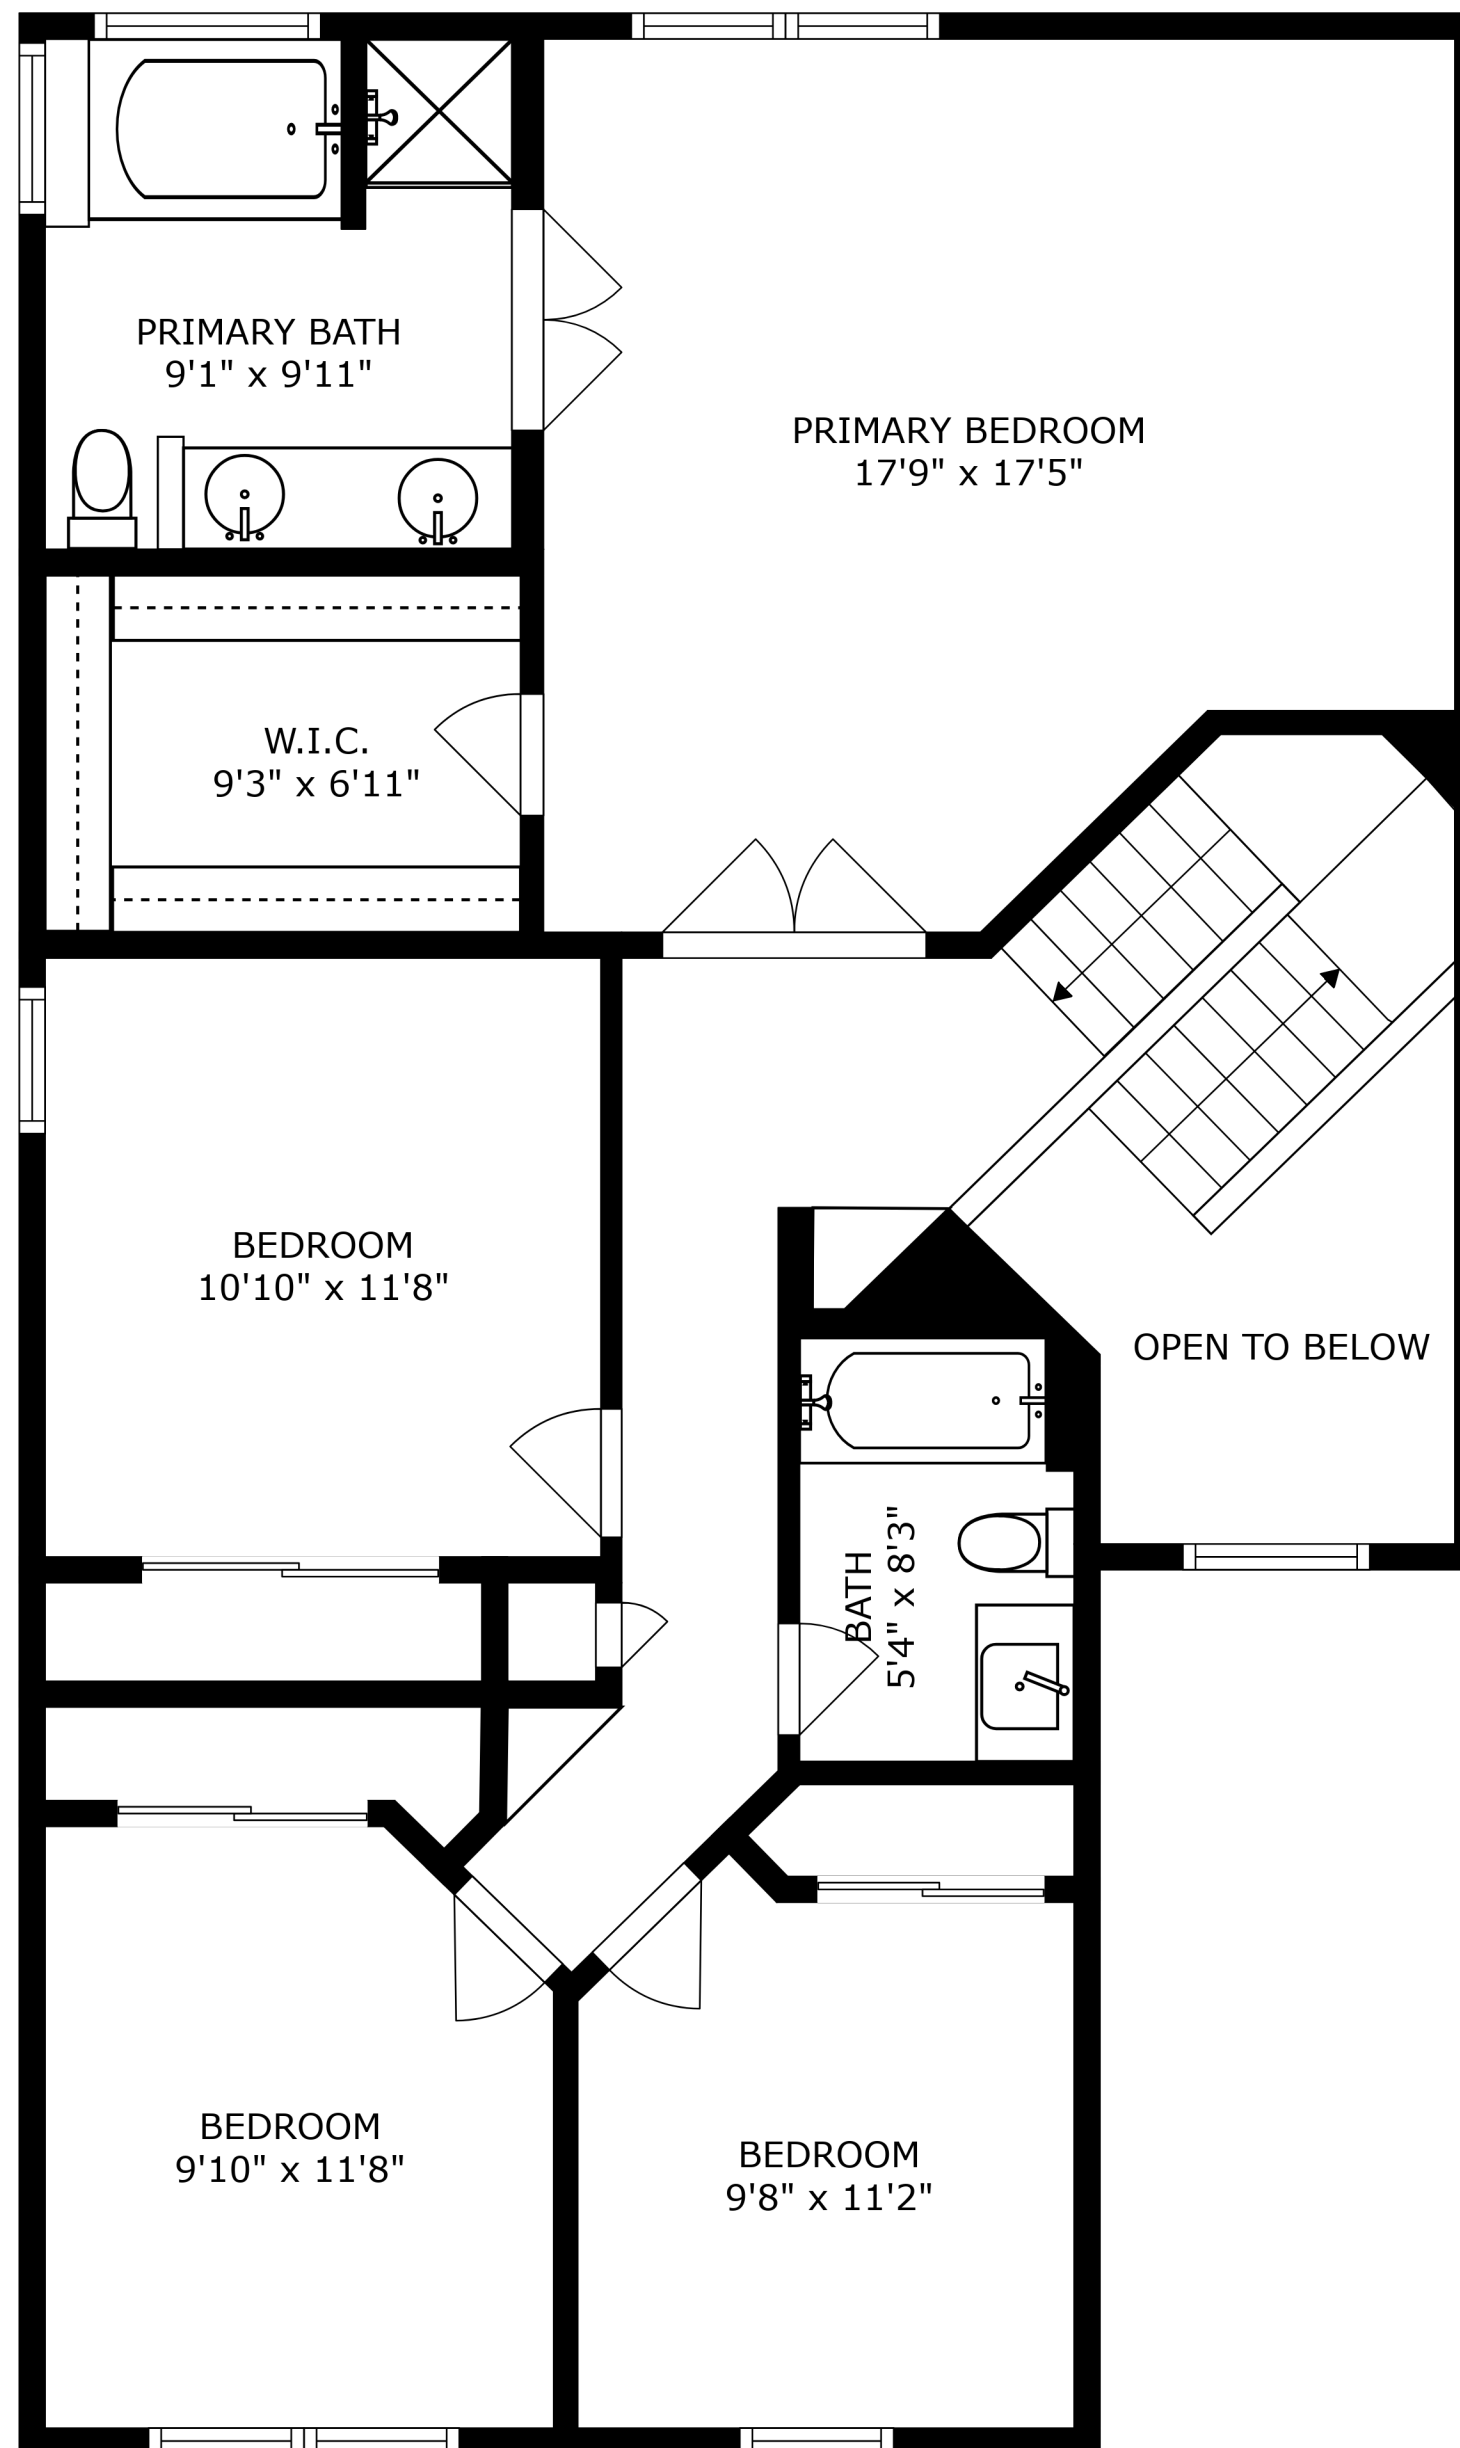 PRIMARY BATH
9'1" x 9'11"
PRIMARY BEDROOM
17'9" x 17'5"
W.I.C.
9'3" x 6'11"
BEDROOM
10'10" x 11'8"
OPEN TO BELOW
BATH
5'4" x 8'3"
BEDROOM
9'10" x 11'8"
BEDROOM
9'8" x 11'2"